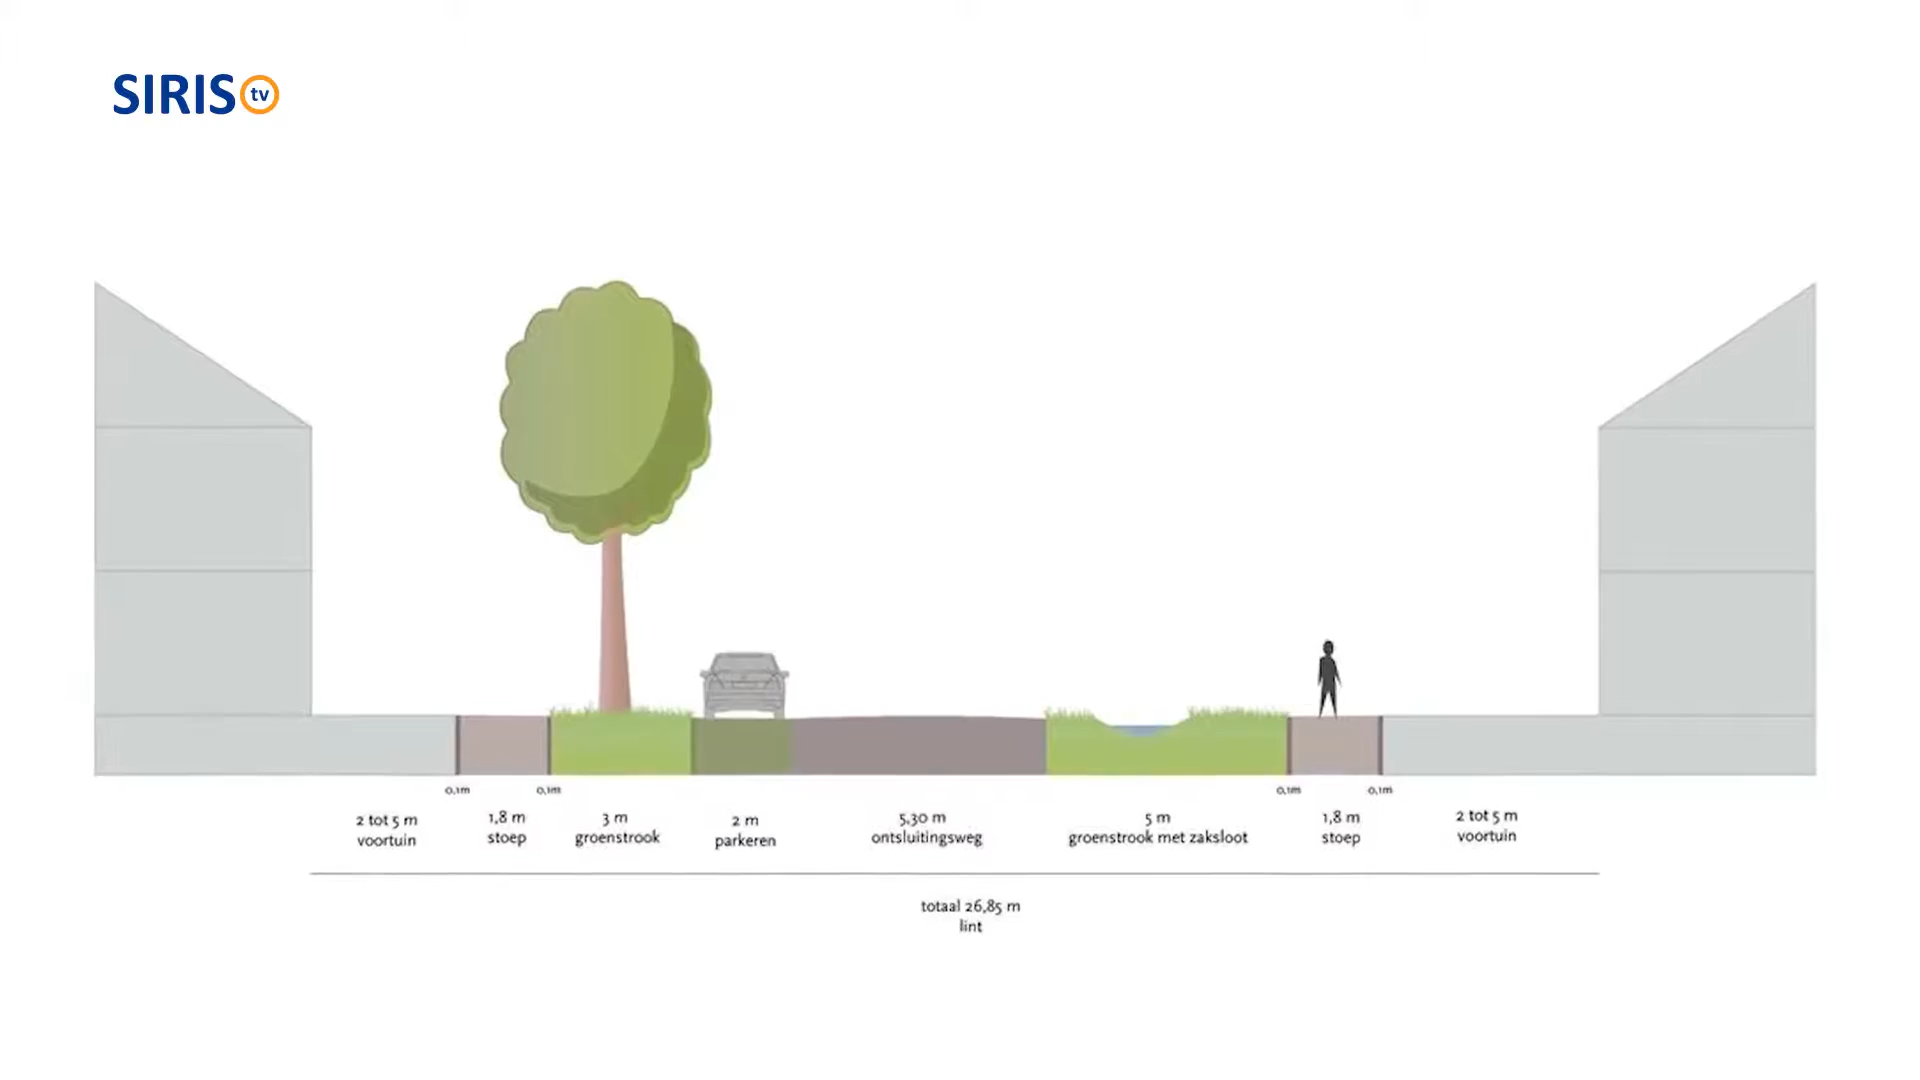 SIRIS tv
0,1m
0,1m
0,1m
0,1m
2 tot 5 m
voortuin
1,8 m
stoep
3 m
groenstrook
2 m
parkeren
5,30 m
ontsluitingsweg
5 m
groenstrook met zaksloot
1,8 m
stoep
2 tot 5 m
voortuin
totaal 26,85 m
lint